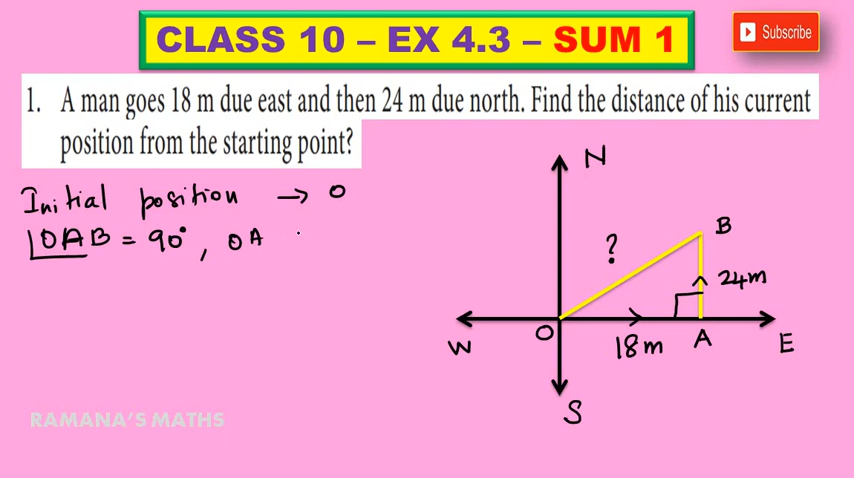 CLASS 10 – EX 4.3 – SUM 1
Subscribe
1. A man goes 18 m due east and then 24 m due north. Find the distance of his current
position from the starting point?
Initial position → O
∠OAB = 90°, OA
N
B
?
24m
O
W
18m
A
E
S
RAMANA'S MATHS